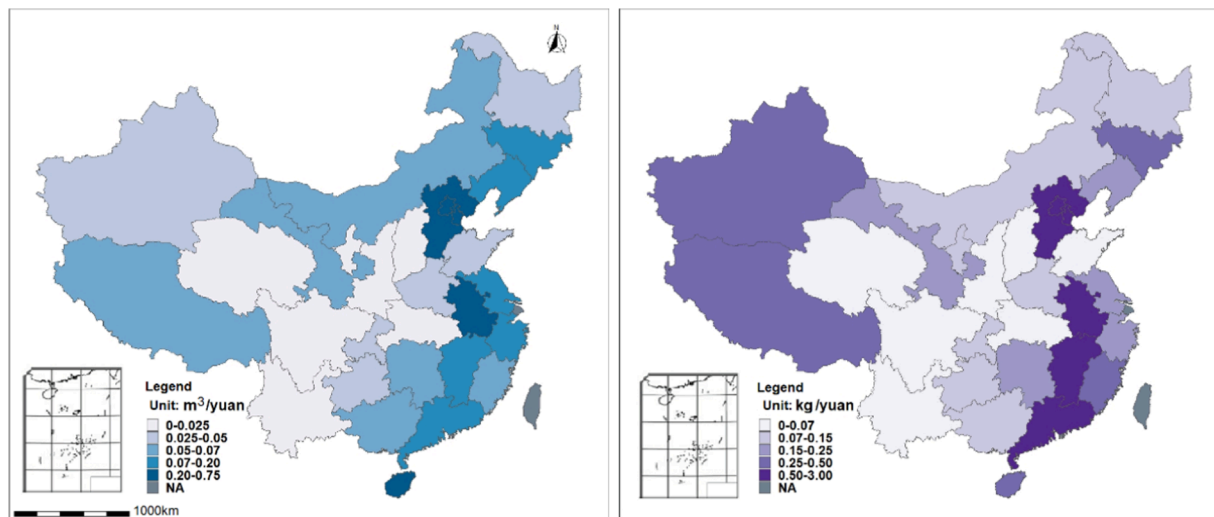 N
Legend
Unit: m³/yuan
0-0.025
0.025-0.05
0.05-0.07
0.07-0.20
0.20-0.75
NA
1000km
Legend
Unit: kg/yuan
0-0.07
0.07-0.15
0.15-0.25
0.25-0.50
0.50-3.00
NA